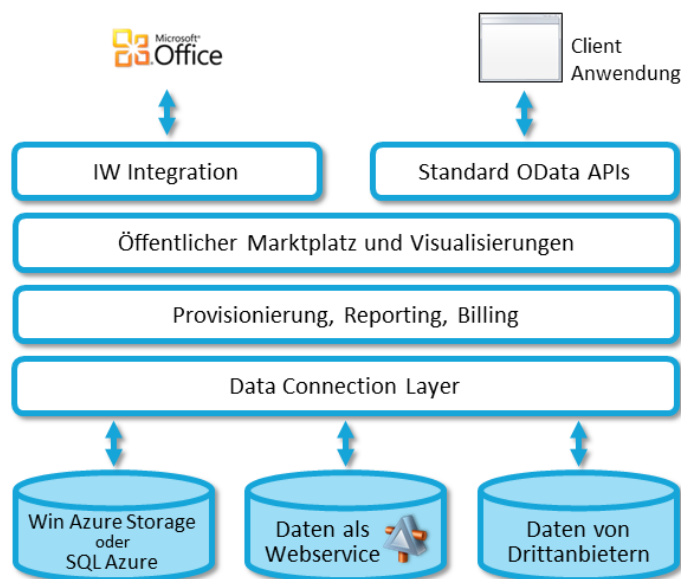 Microsoft®
Office
Client
Anwendung
IW Integration
Standard OData APIs
Öffentlicher Marktplatz und Visualisierungen
Provisionierung, Reporting, Billing
Data Connection Layer
Win Azure Storage
oder
SQL Azure
Daten als
Webservice
Daten von
Drittanbietern